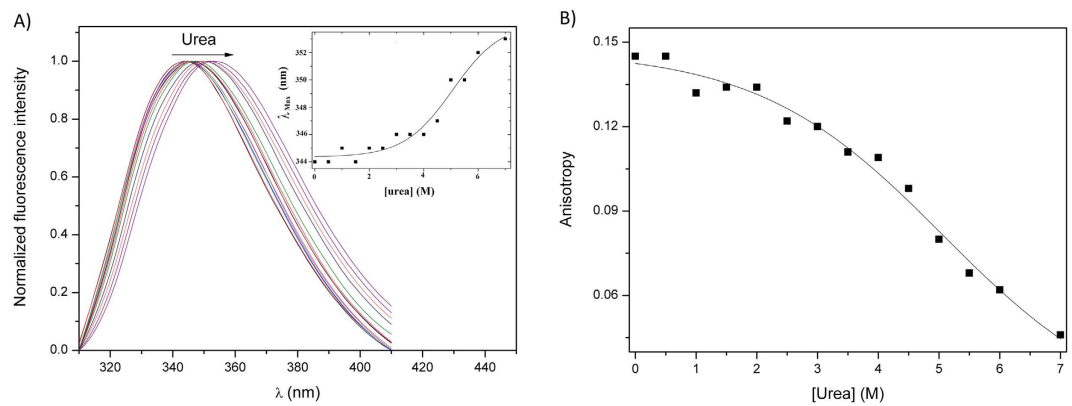 A)
Urea
Normalized fluorescence intensity
1.0
0.8
0.6
0.4
0.2
0.0
320 340 360 380 400 420 440
λ (nm)
λ Max (nm)
352
350
348
346
344
0 2 4 6
[urea] (M)
B)
Anisotropy
0.15
0.12
0.09
0.06
0 1 2 3 4 5 6 7
[Urea] (M)